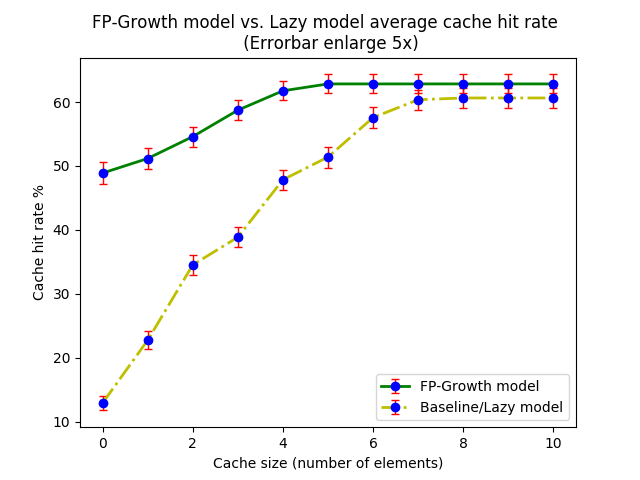 FP-Growth model vs. Lazy model average cache hit rate
(Errorbar enlarge 5x)
60
50
40
30
20
10
Cache hit rate %
FP-Growth model
Baseline/Lazy model
0 2 4 6 8 10
Cache size (number of elements)